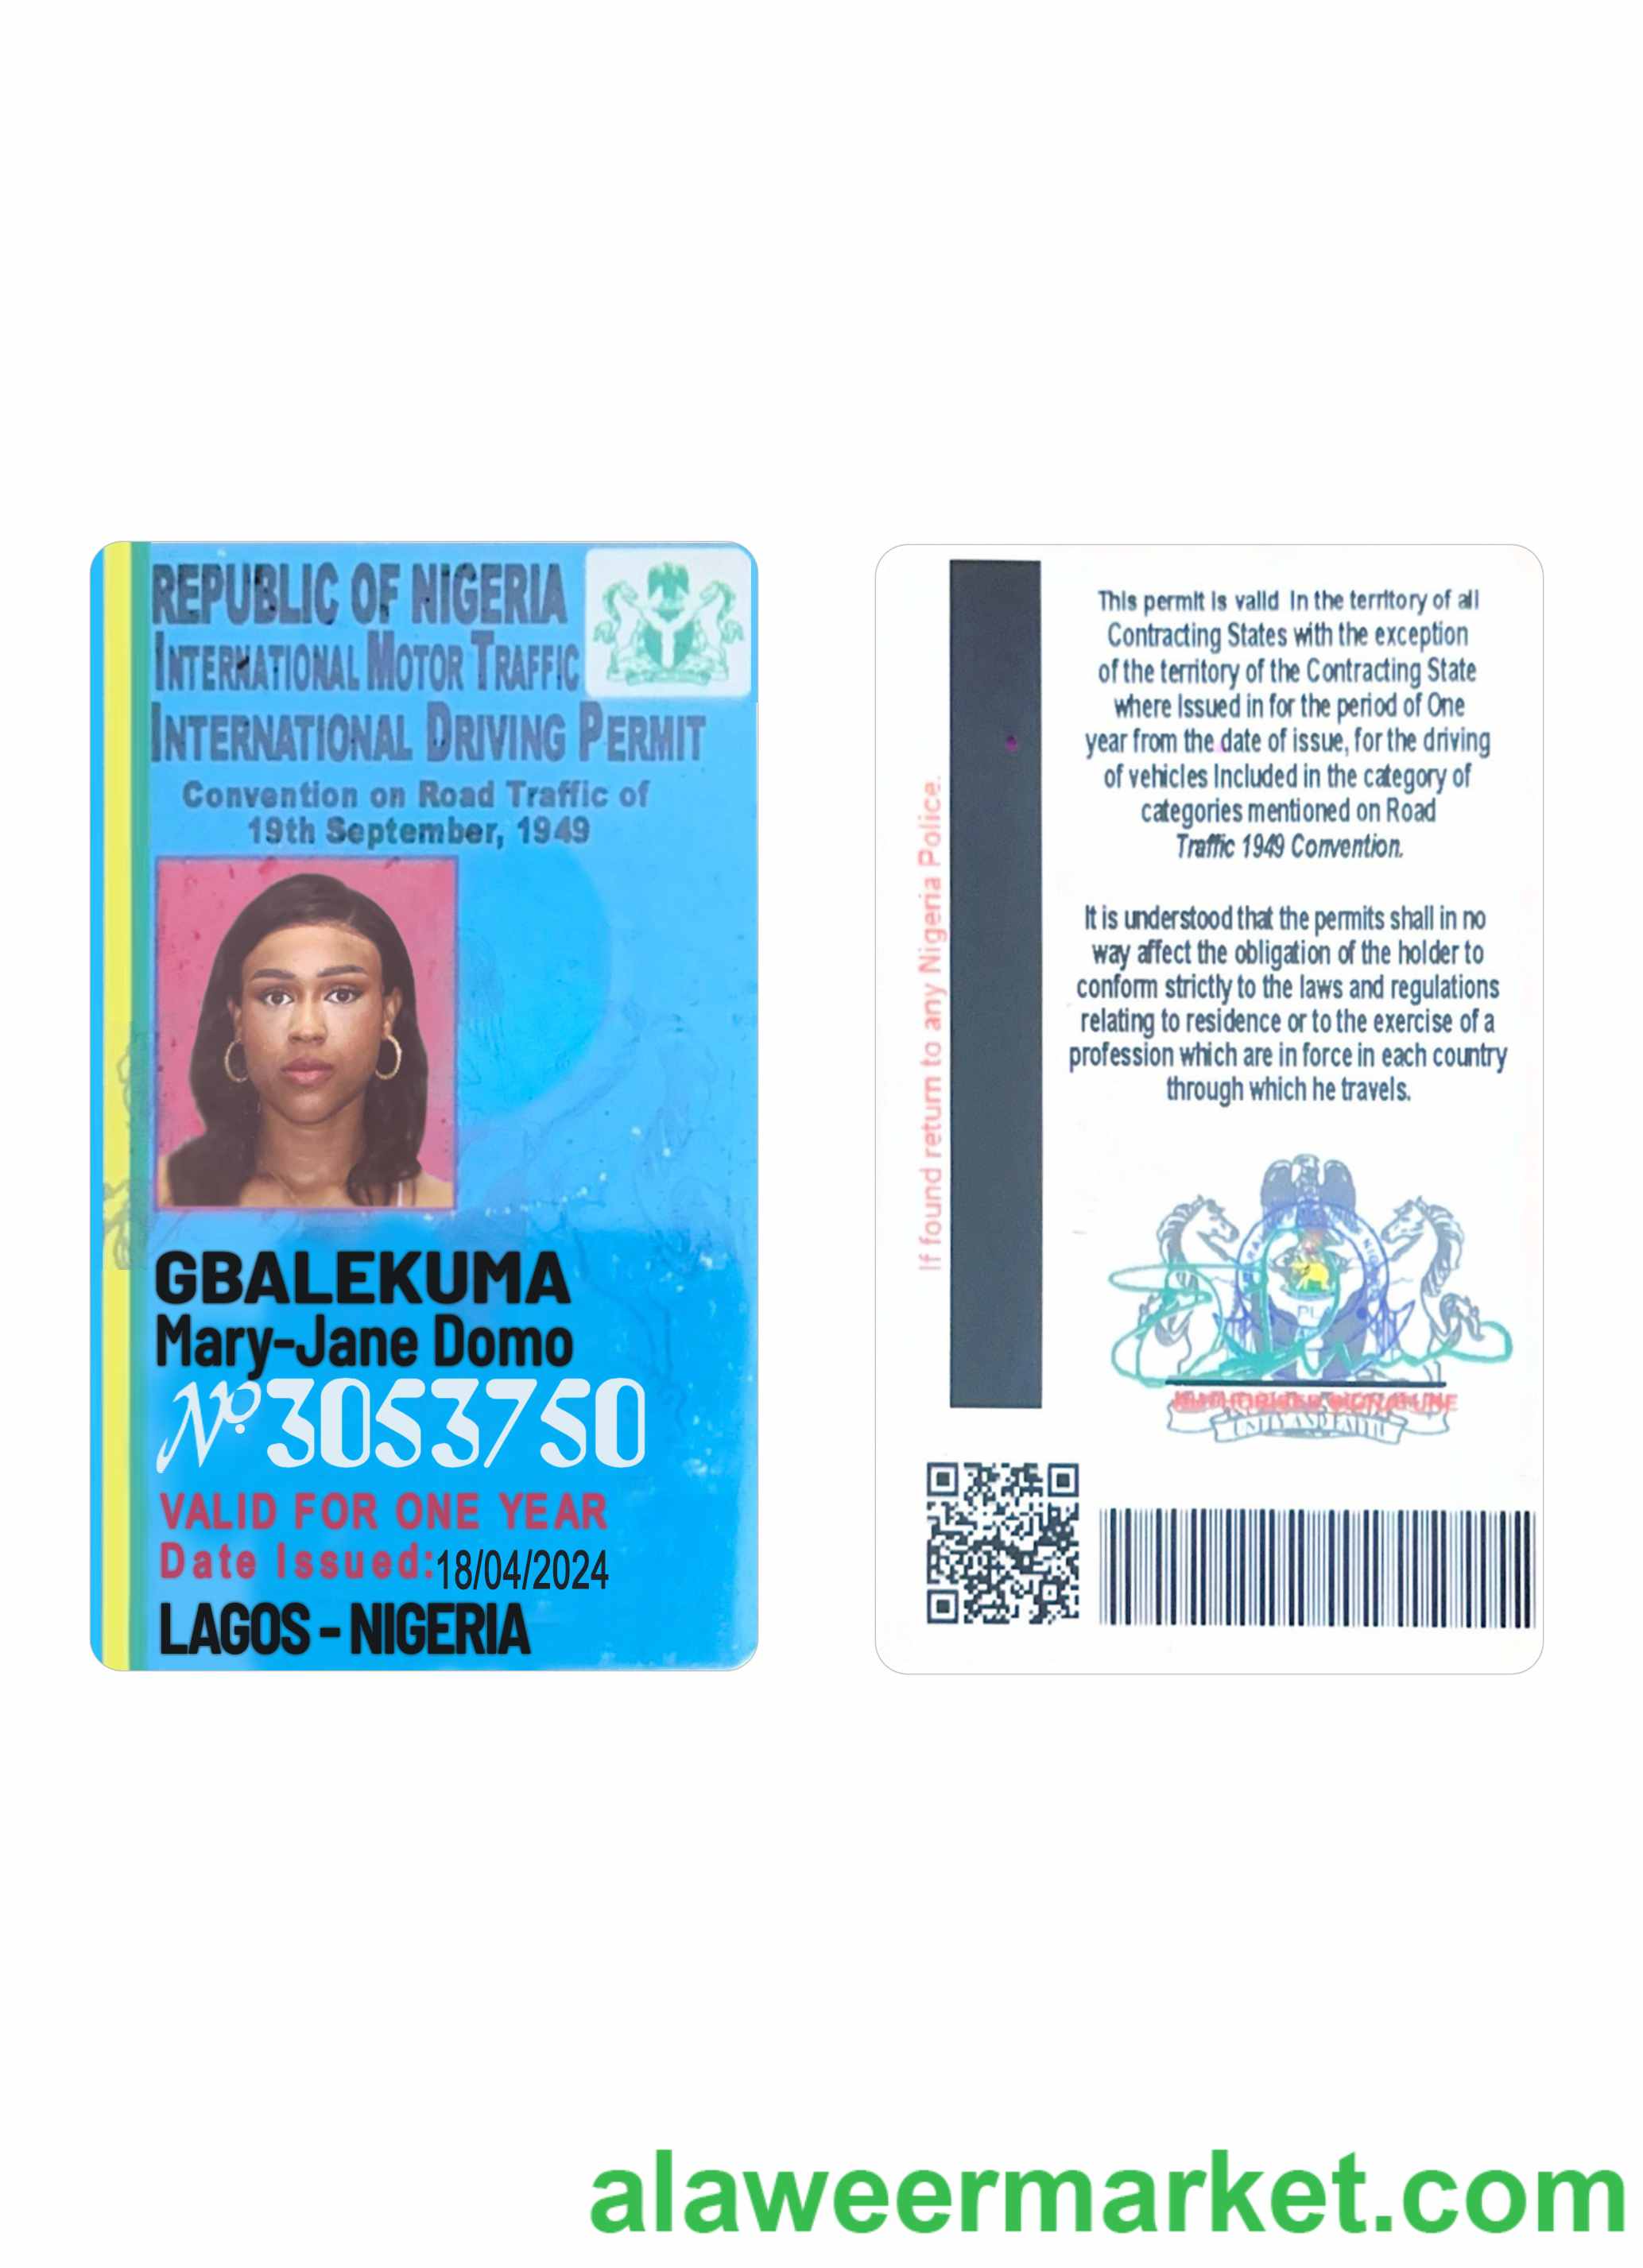 REPUBLIC OF NIGERIA
INTERNATIONAL MOTOR TRAFFIC
INTERNATIONAL DRIVING PERMIT
Convention on Road Traffic of
19th September, 1949
GBALEKUMA
Mary-Jane Domo
№ 3053750
VALID FOR ONE YEAR
Date Issued: 18/04/2024
LAGOS - NIGERIA
If found return to any Nigeria Police.
This permit is valid In the territory of all
Contracting States with the exception
of the territory of the Contracting State
where Issued in for the period of One
year from the date of issue, for the driving
of vehicles Included in the category of
categories mentioned on Road
Traffic 1949 Convention.
It is understood that the permits shall in no
way affect the obligation of the holder to
conform strictly to the laws and regulations
relating to residence or to the exercise of a
profession which are in force in each country
through which he travels.
UNITY AND FAITH
alaweermarket.com